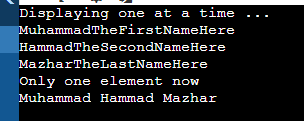 Displaying one at a time ...
MuhammadTheFirstNameHere
HammadTheSecondNameHere
MazharTheLastNameHere
Only one element now
Muhammad Hammad Mazhar